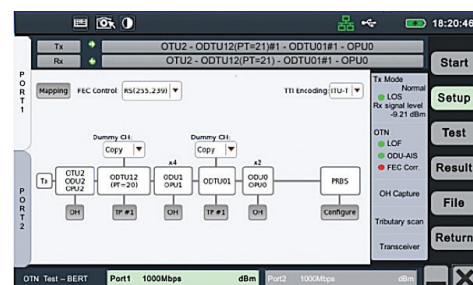 18:20:46
Tx OTU2 - ODTU12(PT=21)#1 - ODTU01#1 - OPU0
Rx OTU2 - ODTU12(PT=21) - ODTU01#1 - OPU0
PORT 1
PORT 2
Mapping FEC Control: RS(255,239) TTI Encoding: ITU-T
Dummy CH: Dummy CH:
Copy Copy
x4 x2
Tx
OTU2
ODU2
OPU2
ODTU12
(PT=20)
ODU1
OPU1
ODTU01
ODU0
OPU0
PRBS
OH TP #1 OH TP #1 OH Configure
Tx Mode
Normal
LOS
Rx signal level
-9.21 dBm
OTN
LOF
ODU-AIS
FEC Corr.
OH Capture
Tributary scan
Transceiver
Start
Setup
Test
Result
File
Return
OTN Test - BERT Port1 1000Mbps dBm Port2 1000Mbps dBm